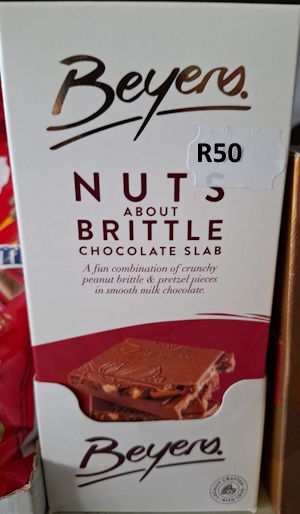 Beyers.
R50
NUTS
ABOUT
BRITTLE
CHOCOLATE SLAB
A fun combination of crunchy
peanut brittle & pretzel pieces
in smooth milk chocolate.
Beyers.